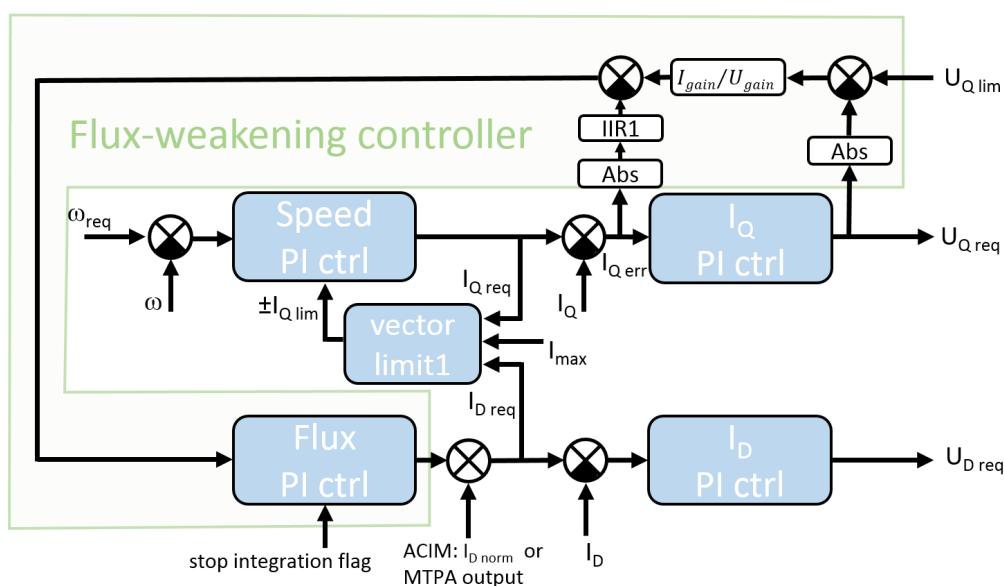 I_gain/U_gain
U_Q lim
IIR1
Flux-weakening controller
Abs
Abs
ω_req
Speed
PI ctrl
I_Q
PI ctrl
U_Q req
I_Q err
I_Q req
ω
±I_Q lim
I_Q
vector
limit1
I_max
I_D req
Flux
PI ctrl
I_D
PI ctrl
U_D req
stop integration flag
ACIM: I_D norm or
MTPA output
I_D